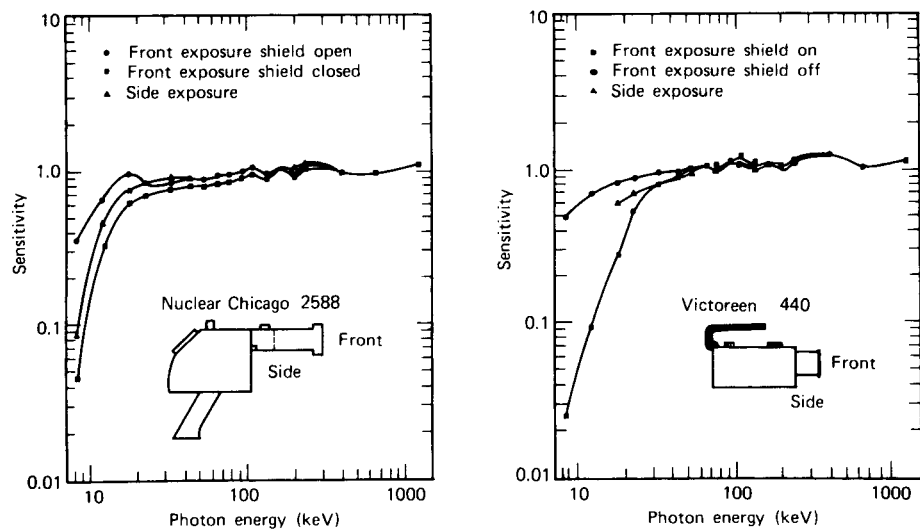 10
Front exposure shield open
Front exposure shield closed
Side exposure
1.0
Sensitivity
0.1
Nuclear Chicago 2588
Front
Side
0.01
10
100
1000
Photon energy (keV)
10
Front exposure shield on
Front exposure shield off
Side exposure
1.0
Sensitivity
0.1
Victoreen 440
Front
Side
0.01
10
100
1000
Photon energy (keV)